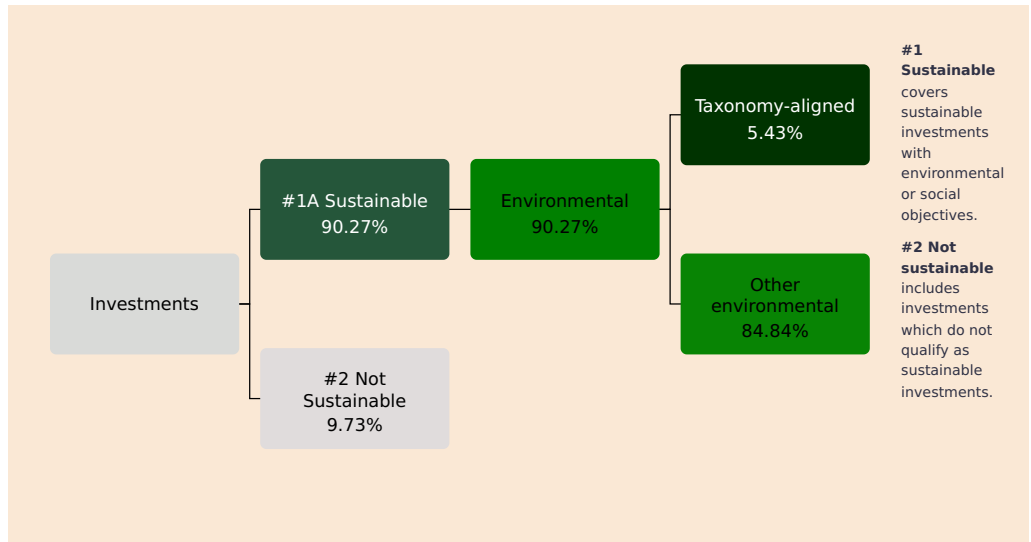 Investments
#1A Sustainable
90.27%
#2 Not
Sustainable
9.73%
Environmental
90.27%
Taxonomy-aligned
5.43%
Other
environmental
84.84%
#1
Sustainable
covers
sustainable
investments
with
environmental
or social
objectives.
#2 Not
sustainable
includes
investments
which do not
qualify as
sustainable
investments.